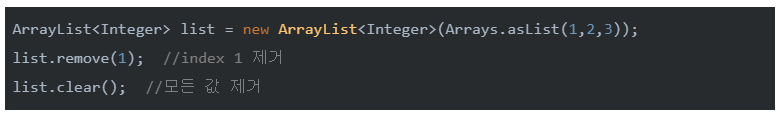 ArrayList<Integer> list = new ArrayList<Integer>(Arrays.asList(1,2,3));
list.remove(1);  //index 1 제거
list.clear();  //모든 값 제거